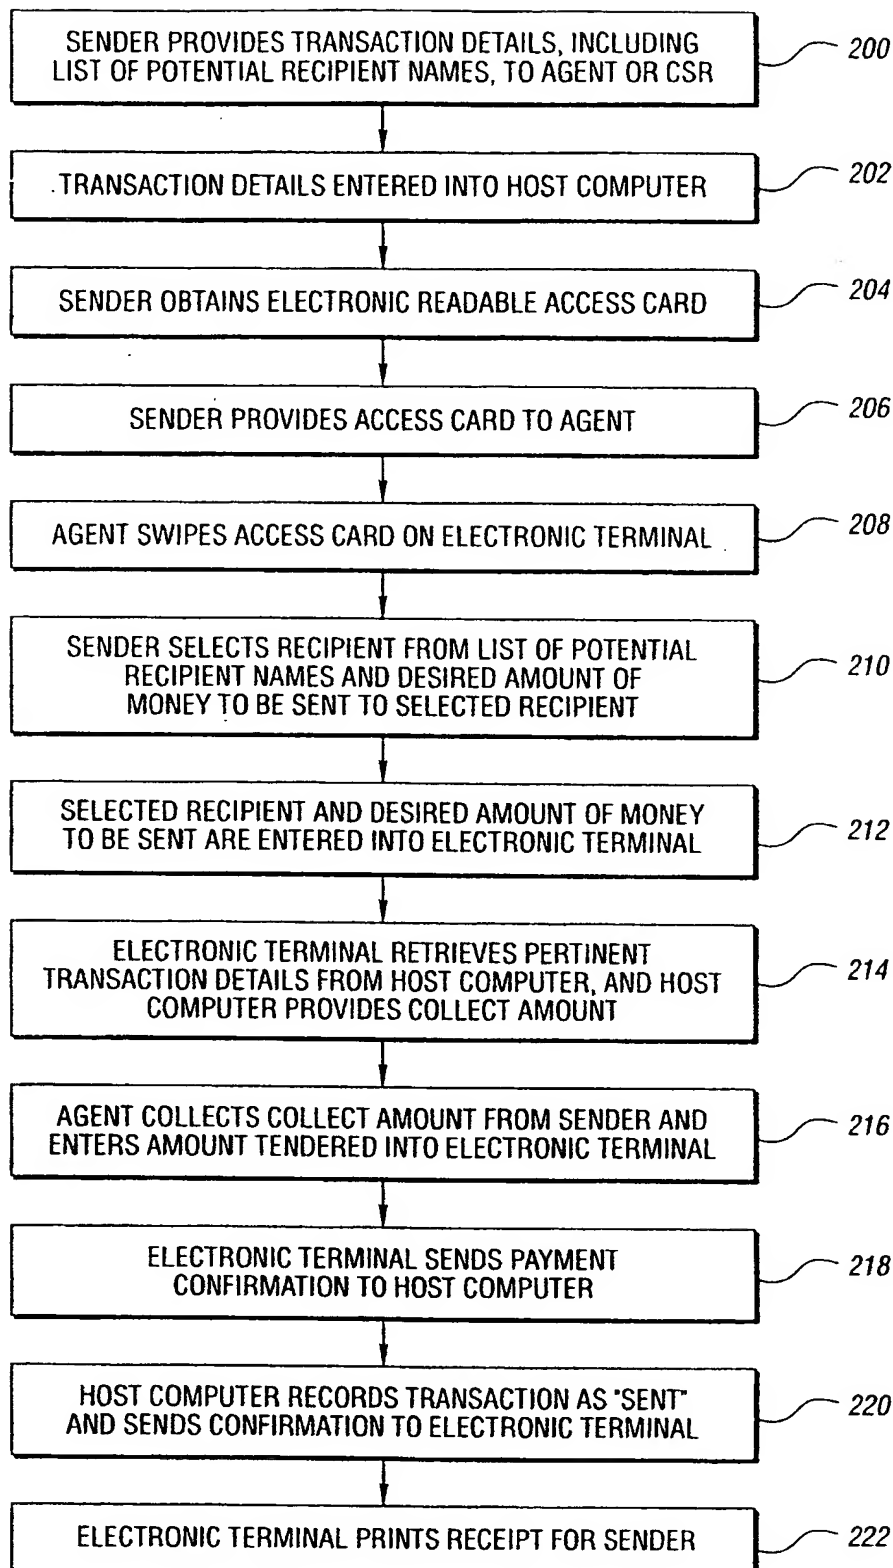 SENDER PROVIDES TRANSACTION DETAILS, INCLUDING
LIST OF POTENTIAL RECIPIENT NAMES, TO AGENT OR CSR
200
TRANSACTION DETAILS ENTERED INTO HOST COMPUTER
202
SENDER OBTAINS ELECTRONIC READABLE ACCESS CARD
204
SENDER PROVIDES ACCESS CARD TO AGENT
206
AGENT SWIPES ACCESS CARD ON ELECTRONIC TERMINAL
208
SENDER SELECTS RECIPIENT FROM LIST OF POTENTIAL
RECIPIENT NAMES AND DESIRED AMOUNT OF
MONEY TO BE SENT TO SELECTED RECIPIENT
210
SELECTED RECIPIENT AND DESIRED AMOUNT OF MONEY
TO BE SENT ARE ENTERED INTO ELECTRONIC TERMINAL
212
ELECTRONIC TERMINAL RETRIEVES PERTINENT
TRANSACTION DETAILS FROM HOST COMPUTER, AND HOST
COMPUTER PROVIDES COLLECT AMOUNT
214
AGENT COLLECTS COLLECT AMOUNT FROM SENDER AND
ENTERS AMOUNT TENDERED INTO ELECTRONIC TERMINAL
216
ELECTRONIC TERMINAL SENDS PAYMENT
CONFIRMATION TO HOST COMPUTER
218
HOST COMPUTER RECORDS TRANSACTION AS "SENT"
AND SENDS CONFIRMATION TO ELECTRONIC TERMINAL
220
ELECTRONIC TERMINAL PRINTS RECEIPT FOR SENDER
222